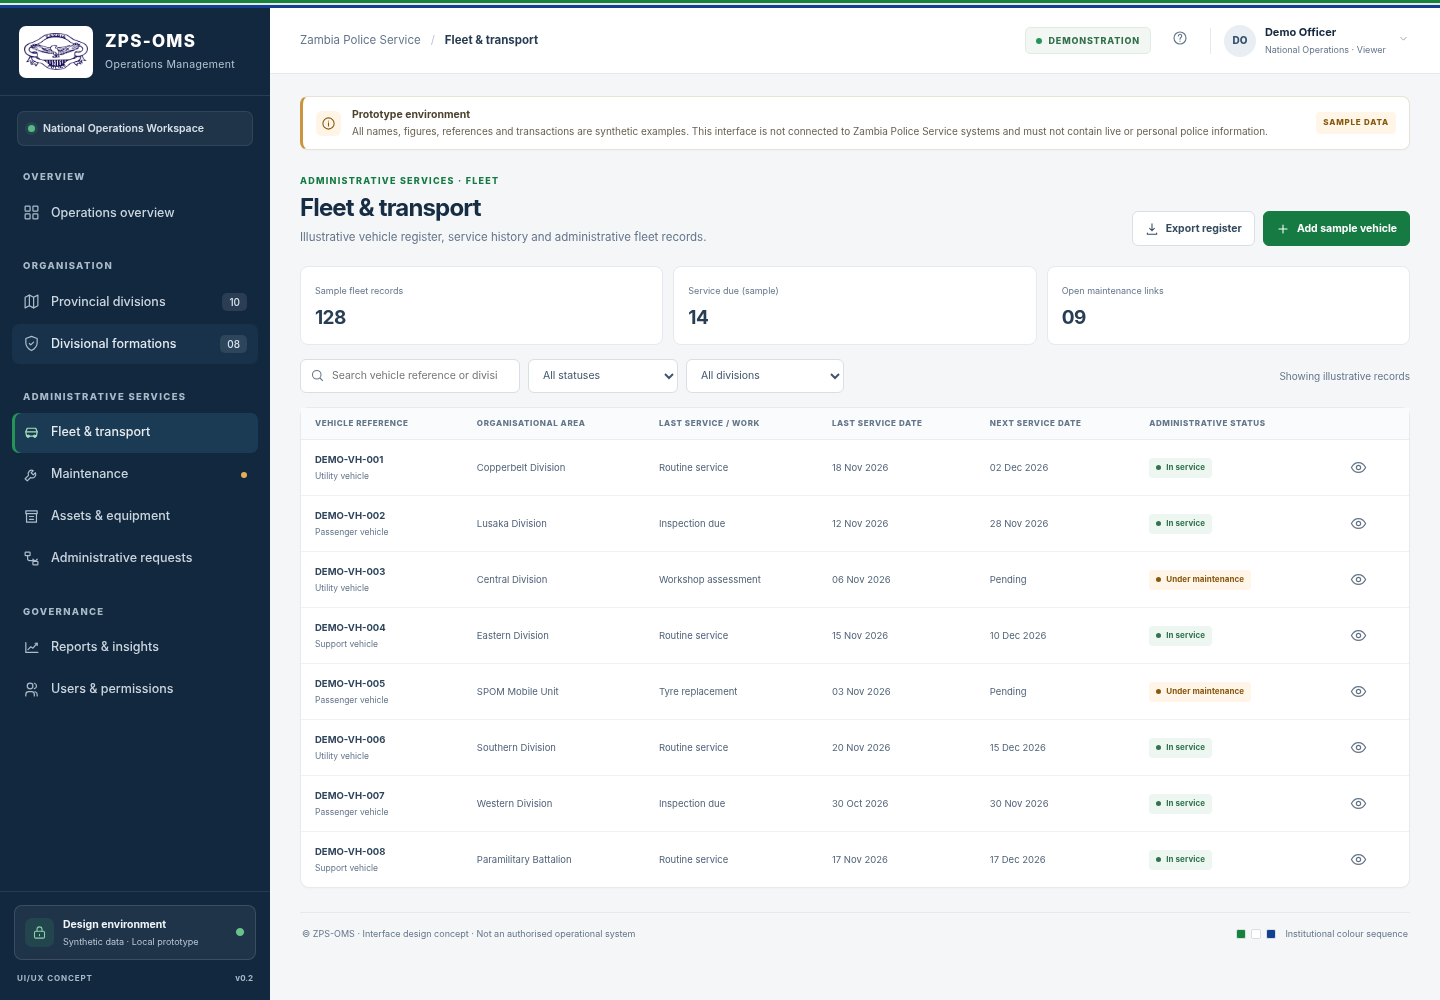 ZPS-OMS
Operations Management
National Operations Workspace
OVERVIEW
Operations overview
ORGANISATION
Provincial divisions 10
Divisional formations 08
ADMINISTRATIVE SERVICES
Fleet & transport
Maintenance
Assets & equipment
Administrative requests
GOVERNANCE
Reports & insights
Users & permissions
Design environment
Synthetic data · Local prototype
UI/UX CONCEPT v0.2
Zambia Police Service / Fleet & transport
DEMONSTRATION
DO
Demo Officer
National Operations · Viewer
Prototype environment
All names, figures, references and transactions are synthetic examples. This interface is not connected to Zambia Police Service systems and must not contain live or personal police information.
SAMPLE DATA
ADMINISTRATIVE SERVICES · FLEET
Fleet & transport
Illustrative vehicle register, service history and administrative fleet records.
Export register
Add sample vehicle
Sample fleet records
128
Service due (sample)
14
Open maintenance links
09
Search vehicle reference or divisi
All statuses
All divisions
Showing illustrative records
VEHICLE REFERENCE ORGANISATIONAL AREA LAST SERVICE / WORK LAST SERVICE DATE NEXT SERVICE DATE ADMINISTRATIVE STATUS
DEMO-VH-001
Utility vehicle
Copperbelt Division Routine service 18 Nov 2026 02 Dec 2026 In service
DEMO-VH-002
Passenger vehicle
Lusaka Division Inspection due 12 Nov 2026 28 Nov 2026 In service
DEMO-VH-003
Utility vehicle
Central Division Workshop assessment 06 Nov 2026 Pending Under maintenance
DEMO-VH-004
Support vehicle
Eastern Division Routine service 15 Nov 2026 10 Dec 2026 In service
DEMO-VH-005
Passenger vehicle
SPOM Mobile Unit Tyre replacement 03 Nov 2026 Pending Under maintenance
DEMO-VH-006
Utility vehicle
Southern Division Routine service 20 Nov 2026 15 Dec 2026 In service
DEMO-VH-007
Passenger vehicle
Western Division Inspection due 30 Oct 2026 30 Nov 2026 In service
DEMO-VH-008
Support vehicle
Paramilitary Battalion Routine service 17 Nov 2026 17 Dec 2026 In service
© ZPS-OMS · Interface design concept · Not an authorised operational system
Institutional colour sequence